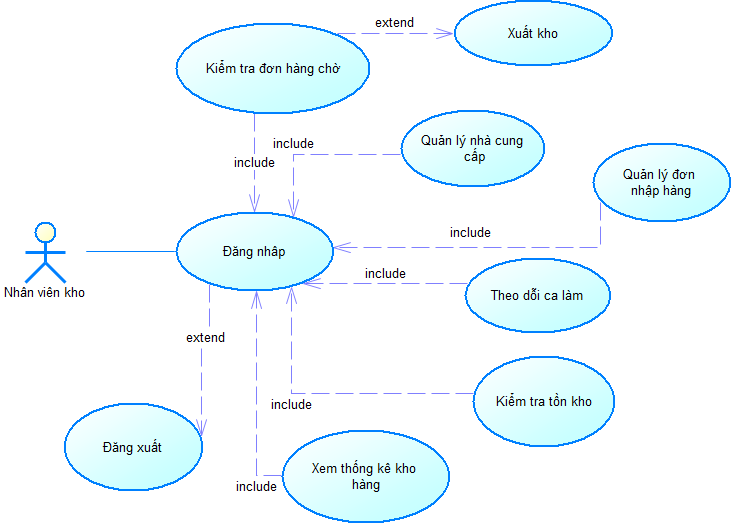 extend
Xuất kho
Kiểm tra đơn hàng chờ
include
include
Quản lý nhà cung
cấp
Quản lý đơn
nhập hàng
Đăng nhâp
include
include
Theo dỗi ca làm
Nhân viên kho
extend
include
Kiểm tra tồn kho
Đăng xuất
Xem thống kê kho
hàng
include